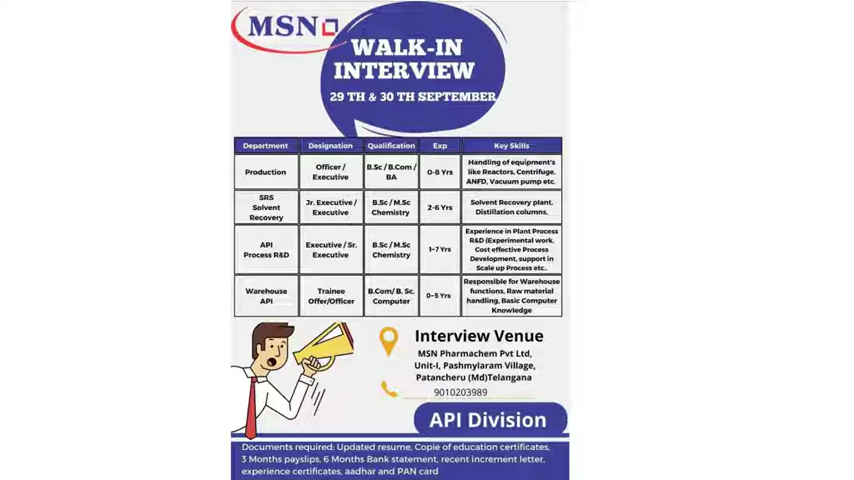 MSN
WALK-IN
INTERVIEW
29 TH & 30 TH SEPTEMBER
Department Designation Qualification Exp Key Skills
Production
Officer /
Executive
B.Sc / B.Com /
BA
0-8 Yrs
Handling of equipment's
like Reactors, Centrifuge,
ANFD, Vacuum pump etc.
SRS
Solvent
Recovery
Jr. Executive /
Executive
B.Sc / M.Sc
Chemistry
2-6 Yrs
Solvent Recovery plant,
Distillation columns,
API
Process R&D
Executive / Sr.
Executive
B.Sc / M.Sc
Chemistry
1-7 Yrs
Experience in Plant Process
R&D (Experimental work,
Cost effective Process
Development, support in
Scale up Process etc..
Warehouse
API
Trainee
Offer/Officer
B.Com/ B. Sc.
Computer
0-5 Yrs
Responsible for Warehouse
functions, Raw material
handling, Basic Computer
Knowledge
Interview Venue
MSN Pharmachem Pvt Ltd,
Unit-I, Pashmylaram Village,
Patancheru (Md)Telangana
9010203989
API Division
Documents required: Updated resume, Copie of education certificates,
3 Months payslips, 6 Months Bank statement, recent increment letter,
experience certificates, aadhar and PAN card